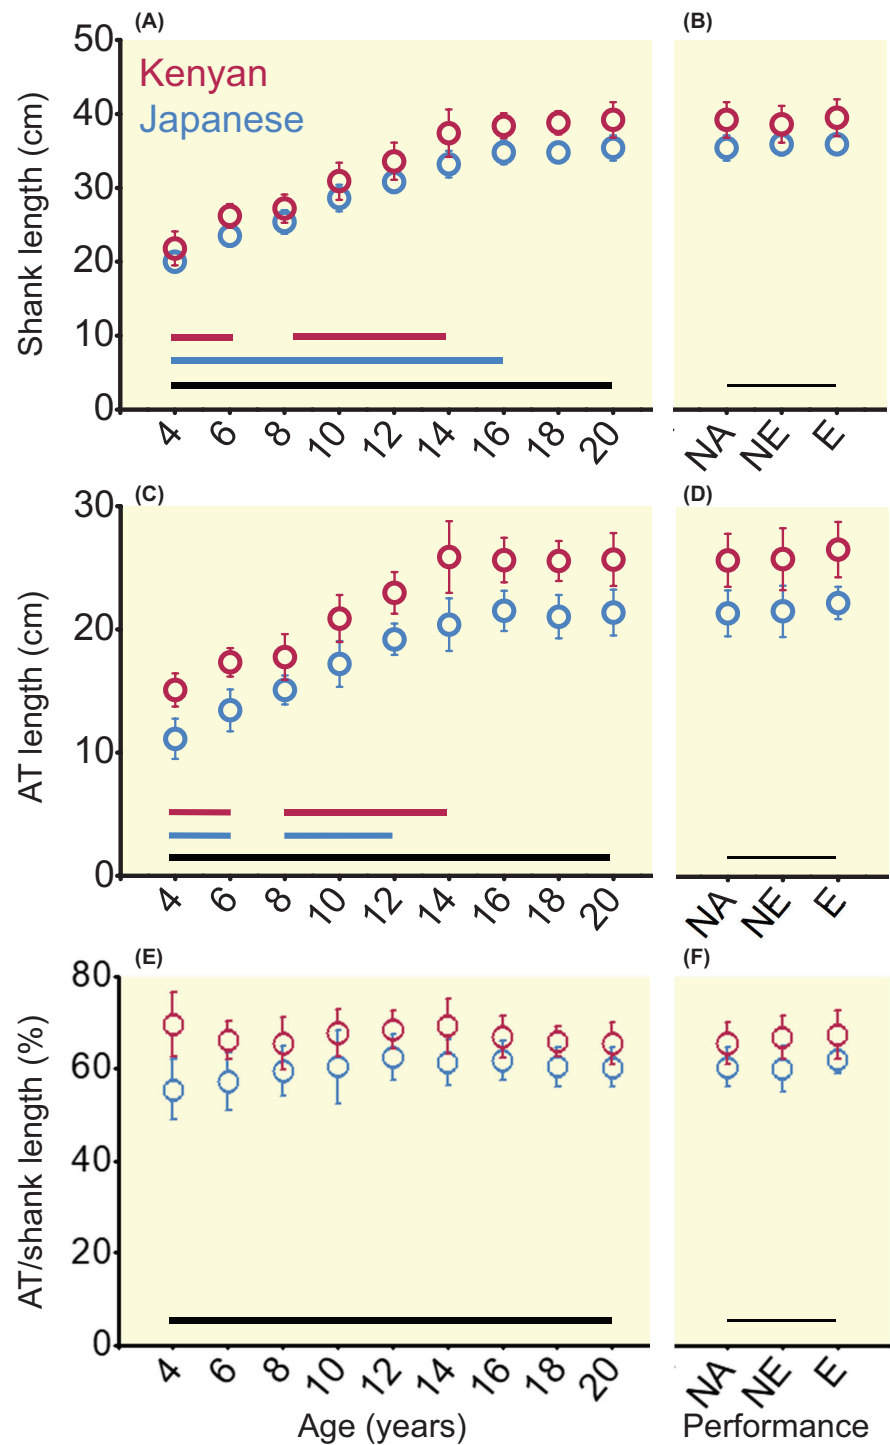 (A)
(B)
Kenyan
Japanese
Shank length (cm)
50
40
30
20
10
0
4 6 8 10 12 14 16 18 20
NA NE E
(C)
(D)
AT length (cm)
30
20
10
0
4 6 8 10 12 14 16 18 20
NA NE E
(E)
(F)
AT/shank length (%)
80
60
40
20
0
4 6 8 10 12 14 16 18 20
NA NE E
Age (years)
Performance